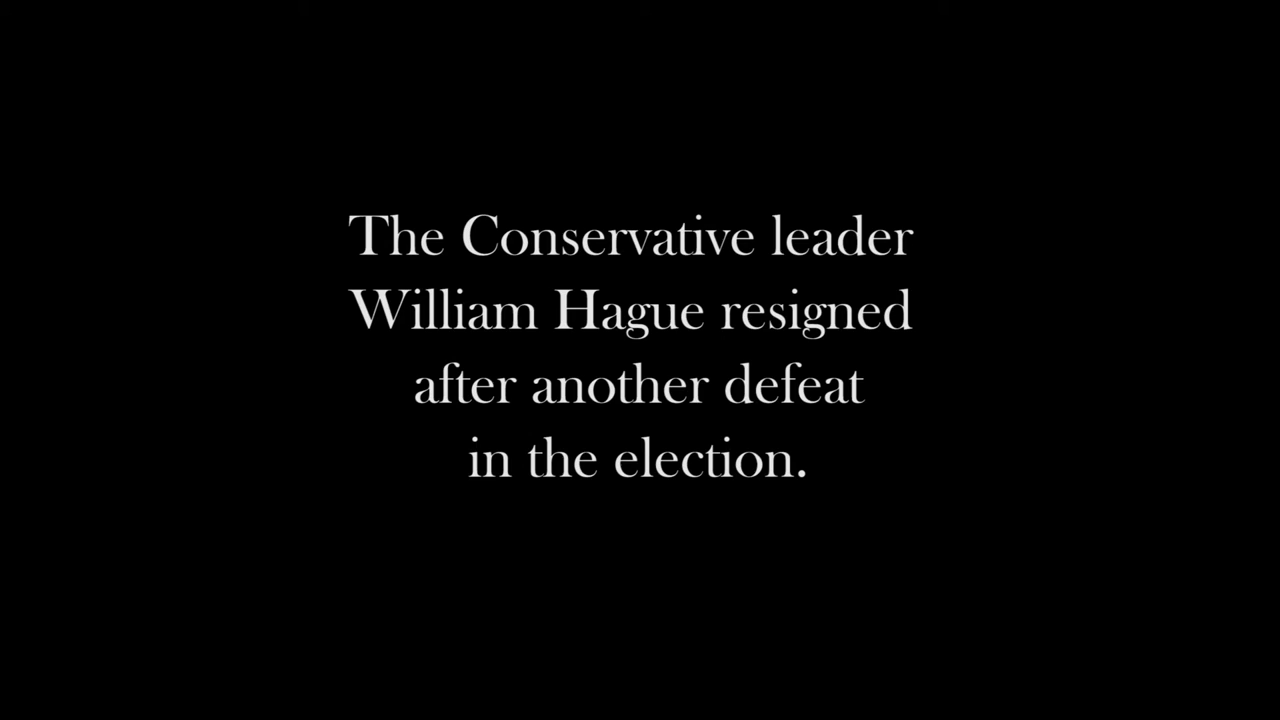 The Conservative leader
William Hague resigned
after another defeat
in the election.